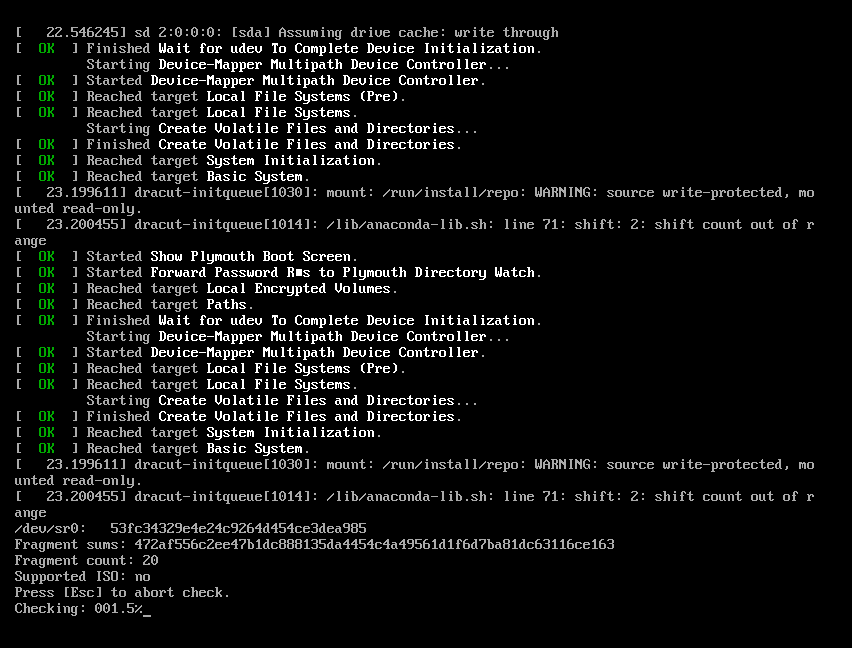 [   22.546245] sd 2:0:0:0: [sda] Assuming drive cache: write through
[  OK  ] Finished Wait for udev To Complete Device Initialization.
         Starting Device-Mapper Multipath Device Controller...
[  OK  ] Started Device-Mapper Multipath Device Controller.
[  OK  ] Reached target Local File Systems (Pre).
[  OK  ] Reached target Local File Systems.
         Starting Create Volatile Files and Directories...
[  OK  ] Finished Create Volatile Files and Directories.
[  OK  ] Reached target System Initialization.
[  OK  ] Reached target Basic System.
[   23.199611] dracut-initqueue[1030]: mount: /run/install/repo: WARNING: source write-protected, mo
unted read-only.
[   23.200455] dracut-initqueue[1014]: /lib/anaconda-lib.sh: line 71: shift: 2: shift count out of r
ange
[  OK  ] Started Show Plymouth Boot Screen.
[  OK  ] Started Forward Password R■s to Plymouth Directory Watch.
[  OK  ] Reached target Local Encrypted Volumes.
[  OK  ] Reached target Paths.
[  OK  ] Finished Wait for udev To Complete Device Initialization.
         Starting Device-Mapper Multipath Device Controller...
[  OK  ] Started Device-Mapper Multipath Device Controller.
[  OK  ] Reached target Local File Systems (Pre).
[  OK  ] Reached target Local File Systems.
         Starting Create Volatile Files and Directories...
[  OK  ] Finished Create Volatile Files and Directories.
[  OK  ] Reached target System Initialization.
[  OK  ] Reached target Basic System.
[   23.199611] dracut-initqueue[1030]: mount: /run/install/repo: WARNING: source write-protected, mo
unted read-only.
[   23.200455] dracut-initqueue[1014]: /lib/anaconda-lib.sh: line 71: shift: 2: shift count out of r
ange
/dev/sr0:   53fc34329e4e24c9264d454ce3dea985
Fragment sums: 472af556c2ee47b1dc888135da4454c4a49561d1f6d7ba81dc63116ce163
Fragment count: 20
Supported ISO: no
Press [Esc] to abort check.
Checking: 001.5%_